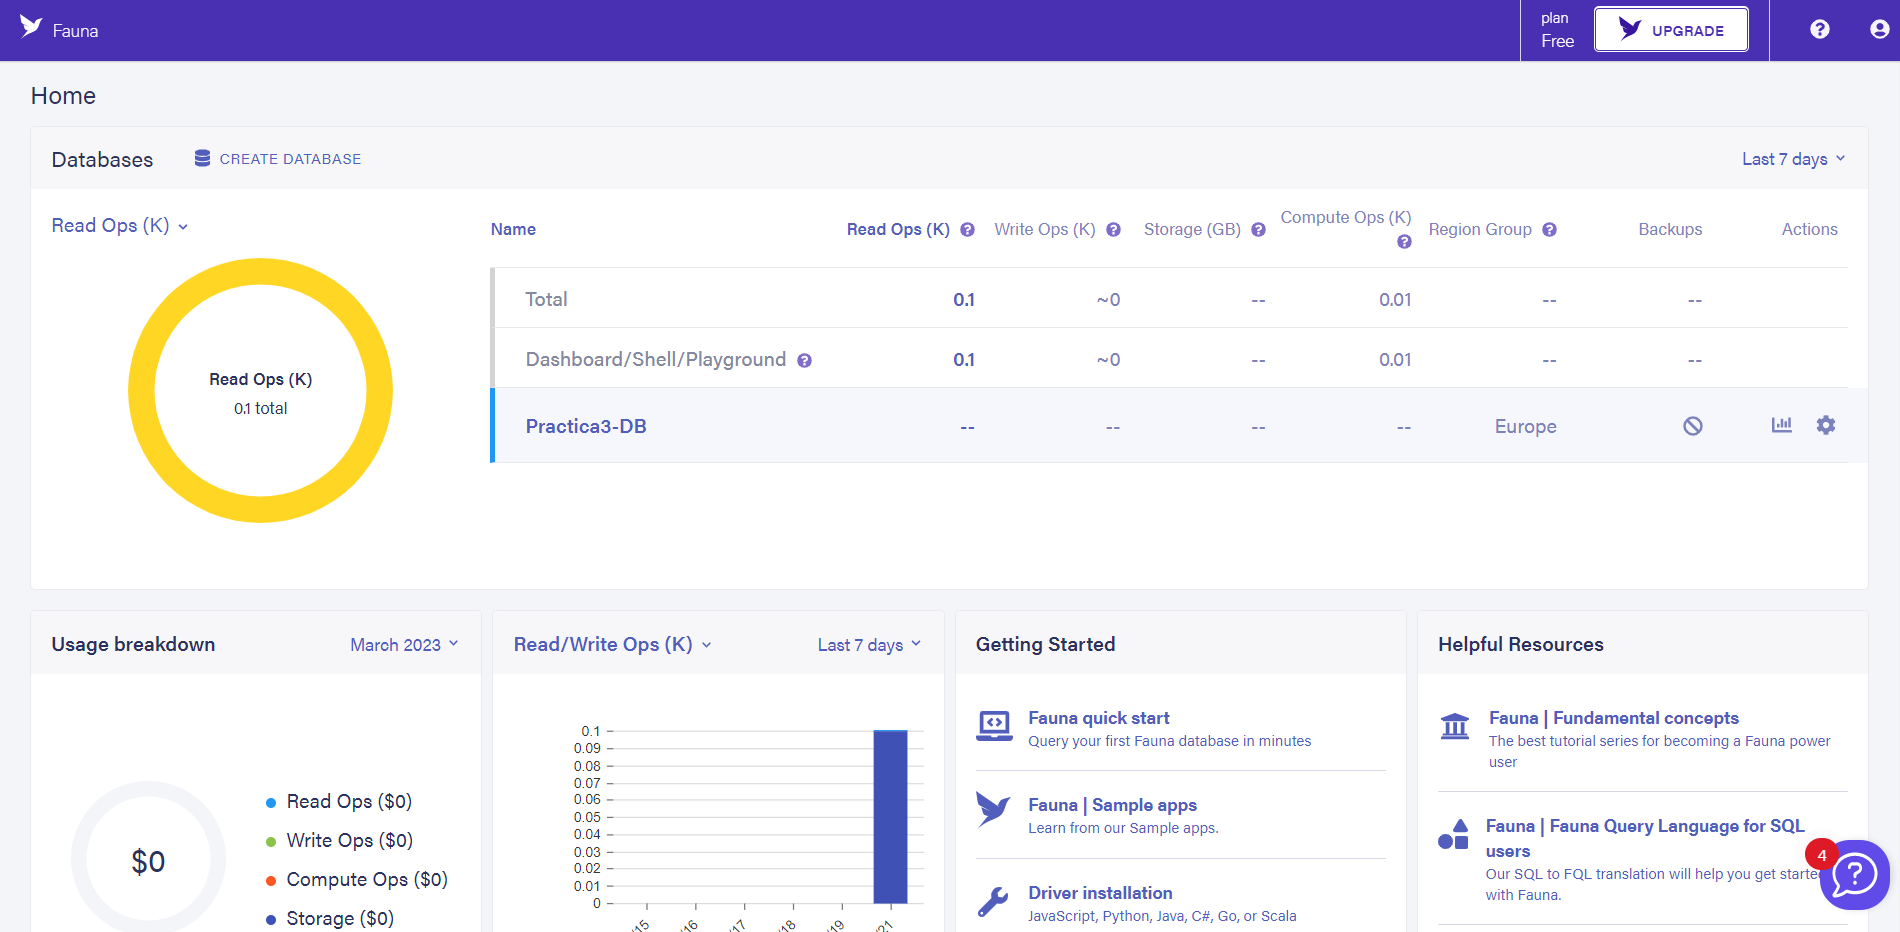 Fauna
plan
Free
UPGRADE
Home
Databases
CREATE DATABASE
Last 7 days
Read Ops (K)
Read Ops (K)
0.1 total
Name Read Ops (K) Write Ops (K) Storage (GB) Compute Ops (K) Region Group Backups Actions
Total 0.1 ~0 -- 0.01 -- --
Dashboard/Shell/Playground 0.1 ~0 -- 0.01 -- --
Practica3-DB -- -- -- -- Europe
Usage breakdown
March 2023
$0
Read Ops ($0)
Write Ops ($0)
Compute Ops ($0)
Storage ($0)
Read/Write Ops (K)
Last 7 days
0.1
0.09
0.08
0.07
0.06
0.05
0.04
0.03
0.02
0.01
0
/15 /16 /17 /18 /19 /21
Getting Started
Fauna quick start
Query your first Fauna database in minutes
Fauna | Sample apps
Learn from our Sample apps.
Driver installation
JavaScript, Python, Java, C#, Go, or Scala
Helpful Resources
Fauna | Fundamental concepts
The best tutorial series for becoming a Fauna power
user
Fauna | Fauna Query Language for SQL
users
Our SQL to FQL translation will help you get starte
with Fauna.
4